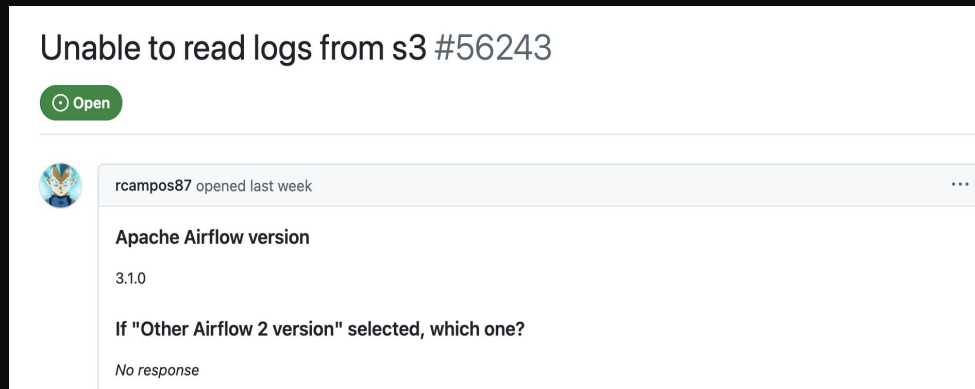 Unable to read logs from s3 #56243
Open
rcampos87 opened last week
Apache Airflow version
3.1.0
If "Other Airflow 2 version" selected, which one?
No response